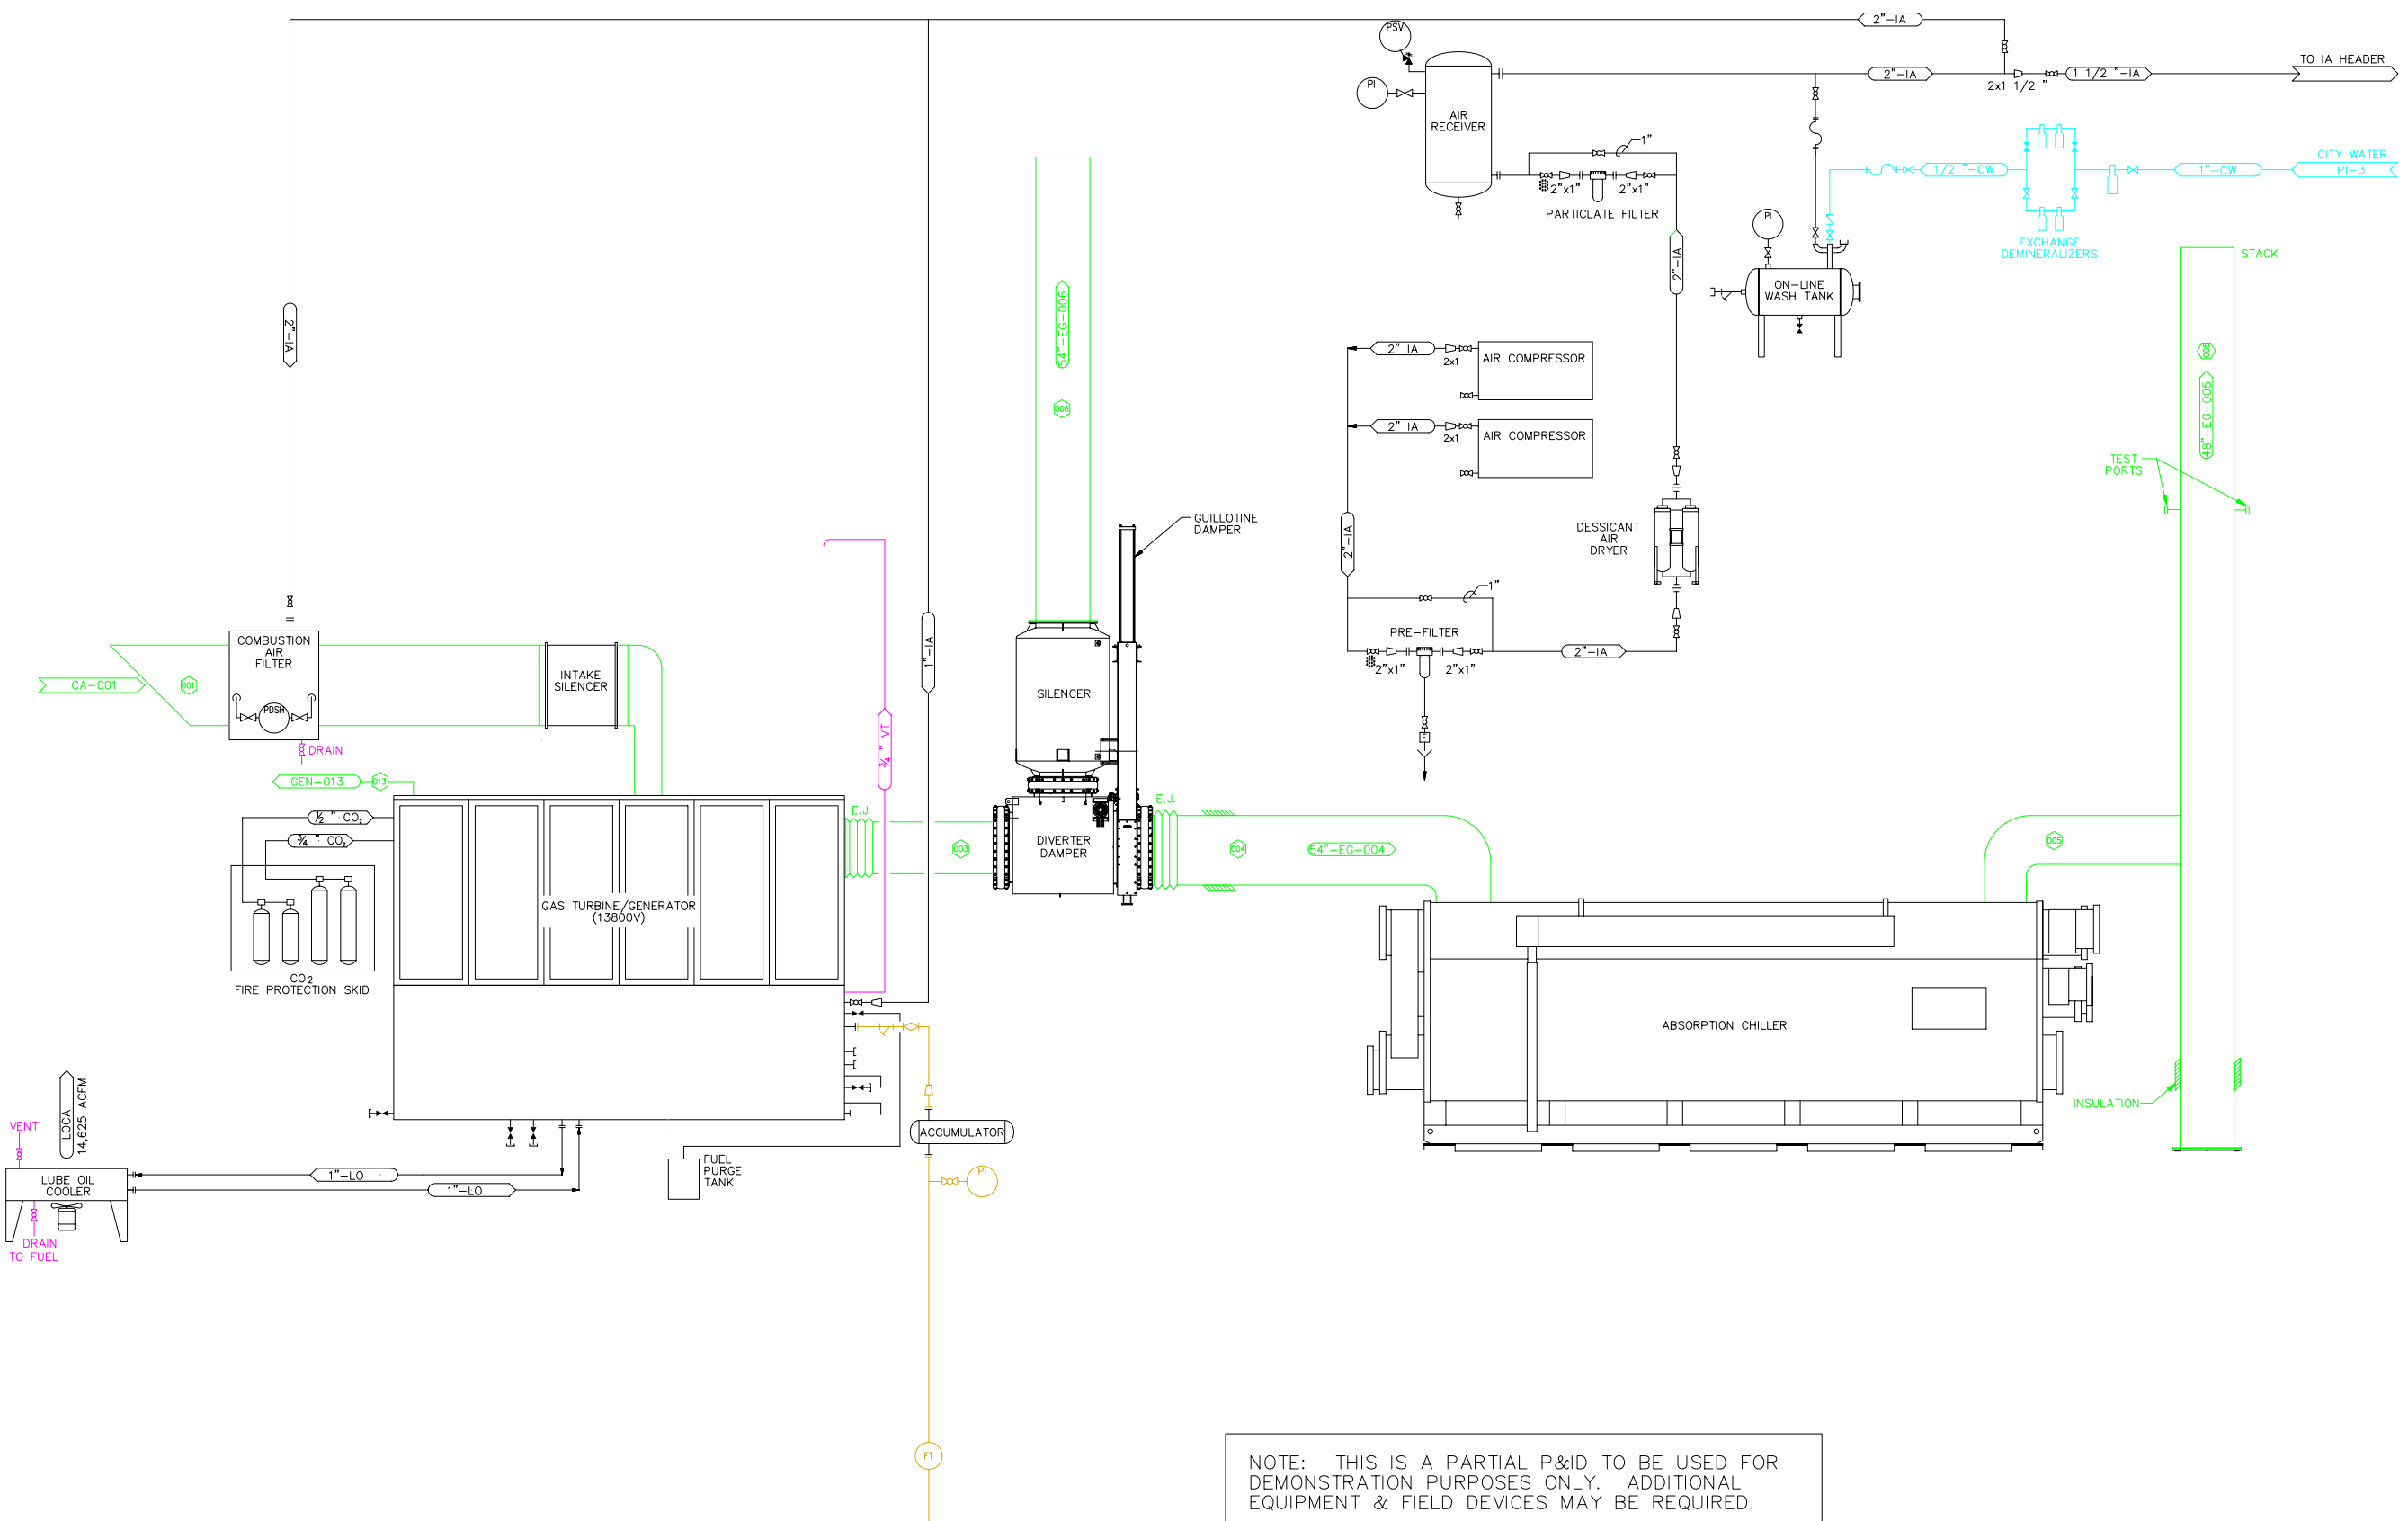 2"-IA
PSV
TO IA HEADER
2"-IA
1 1/2 "-IA
2x1 1/2 "
PI
AIR
RECEIVER
1"
2"x1"
2"x1"
PARTICLATE FILTER
CITY WATER
PI-3
1/2 "-CW
1"-CW
EXCHANGE
DEMINERALIZERS
PI
ON-LINE
WASH TANK
STACK
2"-IA
54"-EG-006
006
2"-IA
2" IA
2x1
AIR COMPRESSOR
2" IA
2x1
AIR COMPRESSOR
005
48"-EG-005
TEST
PORTS
GUILLOTINE
DAMPER
2"-IA
DESSICANT
AIR
DRYER
1"
PRE-FILTER
2"x1"
2"x1"
2"-IA
F
COMBUSTION
AIR
FILTER
PDSH
CA-001
001
INTAKE
SILENCER
DRAIN
1"-IA
¾" VT
SILENCER
GEN-013
013
½" CO₂
¾" CO₂
CO₂
FIRE PROTECTION SKID
GAS TURBINE/GENERATOR
(13800V)
E.J.
003
DIVERTER
DAMPER
E.J.
004
54"-EG-004
005
ABSORPTION CHILLER
INSULATION
LOCA
14,625 ACFM
VENT
LUBE OIL
COOLER
DRAIN
TO FUEL
1"-LO
1"-LO
FUEL
PURGE
TANK
ACCUMULATOR
PI
FT
NOTE: THIS IS A PARTIAL P&ID TO BE USED FOR
DEMONSTRATION PURPOSES ONLY. ADDITIONAL
EQUIPMENT & FIELD DEVICES MAY BE REQUIRED.